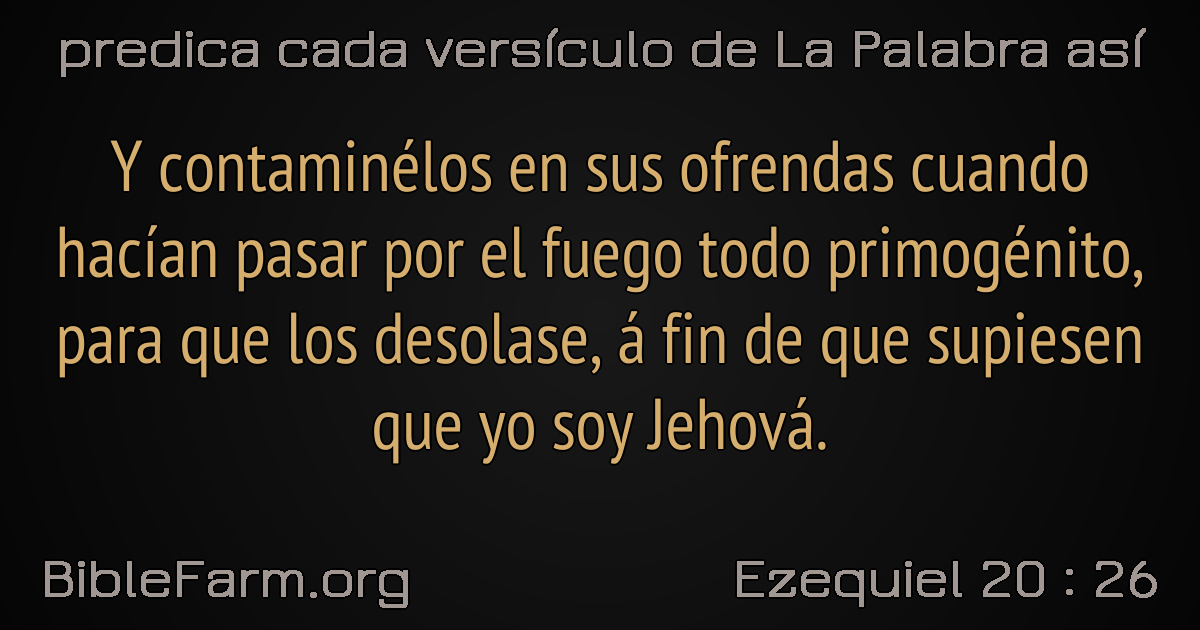 predica cada versículo de La Palabra así
Y contaminélos en sus ofrendas cuando
hacían pasar por el fuego todo primogénito,
para que los desolase, á fin de que supiesen
que yo soy Jehová.
BibleFarm.org
Ezequiel 20 : 26